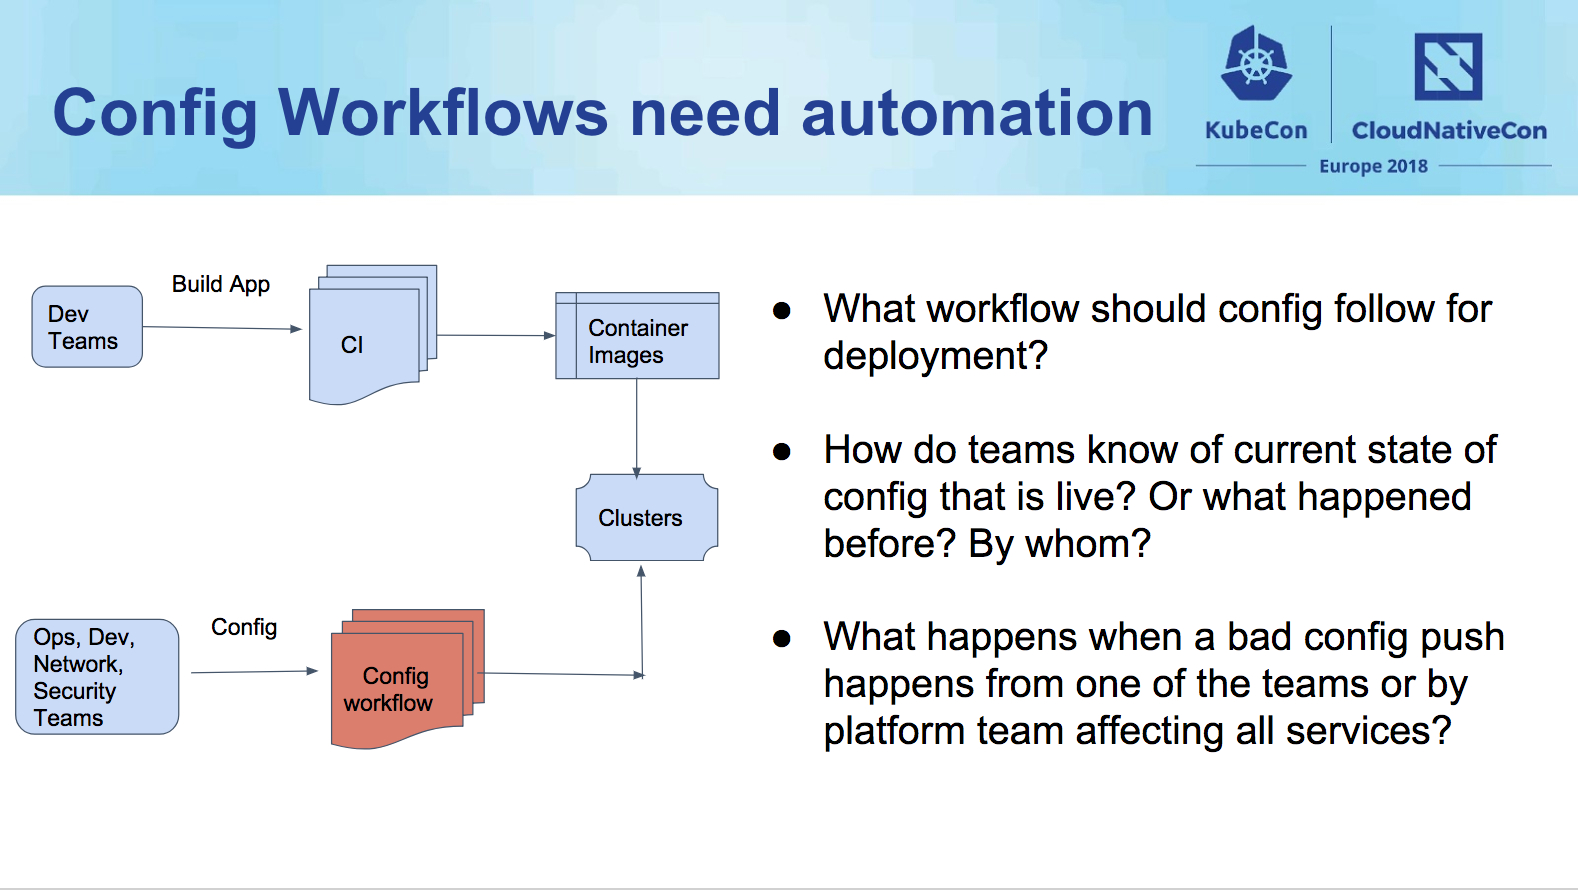 Config Workflows need automation
KubeCon
CloudNativeCon
Europe 2018
Dev
Teams
Build App
CI
Container
Images
Clusters
Ops, Dev,
Network,
Security
Teams
Config
Config
workflow
● What workflow should config follow for
deployment?
● How do teams know of current state of
config that is live? Or what happened
before? By whom?
● What happens when a bad config push
happens from one of the teams or by
platform team affecting all services?